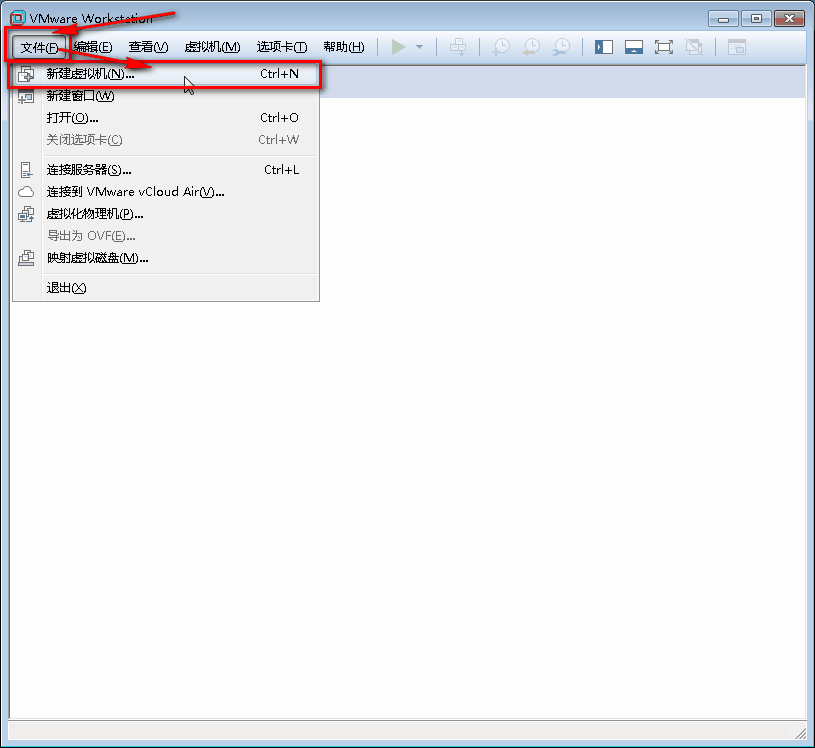 VMware Workstation
文件(F) 编辑(E) 查看(V) 虚拟机(M) 选项卡(T) 帮助(H)
新建虚拟机(N)... Ctrl+N
新建窗口(W)
打开(O)... Ctrl+O
关闭选项卡(C) Ctrl+W
连接服务器(S)... Ctrl+L
连接到 VMware vCloud Air(V)...
虚拟化物理机(P)...
导出为 OVF(E)...
映射虚拟磁盘(M)...
退出(X)